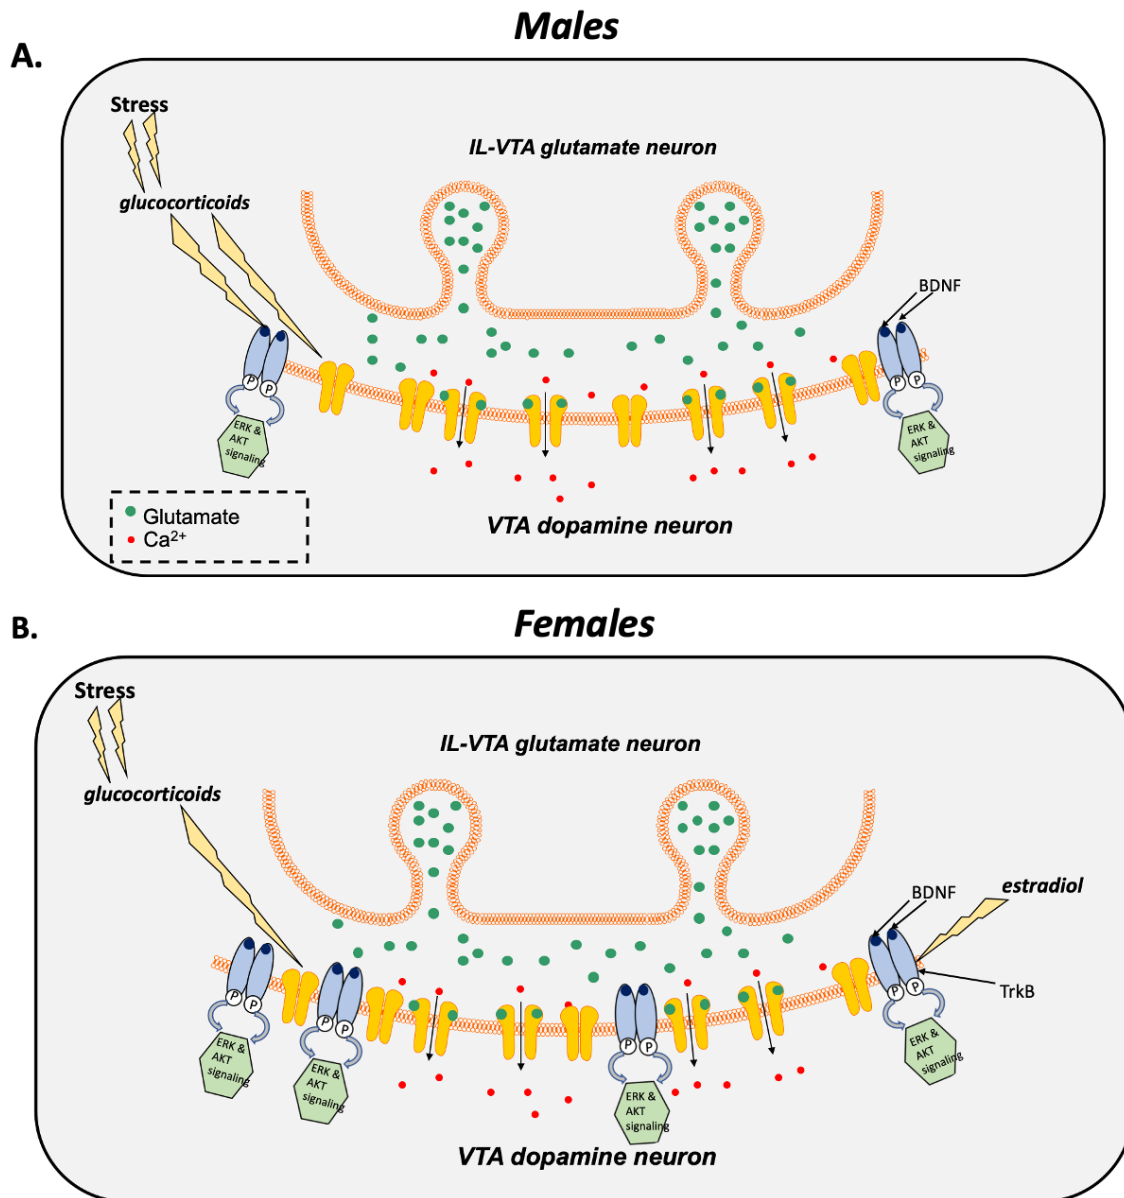 Males
A.
Stress
IL-VTA glutamate neuron
glucocorticoids
BDNF
P P
P P
ERK &
AKT
signaling
ERK &
AKT
signaling
Glutamate
Ca²⁺
VTA dopamine neuron
Females
B.
Stress
IL-VTA glutamate neuron
glucocorticoids
BDNF
estradiol
TrkB
P P
P P
P P
P P
ERK &
AKT
signaling
ERK &
AKT
signaling
ERK &
AKT
signaling
ERK &
AKT
signaling
VTA dopamine neuron